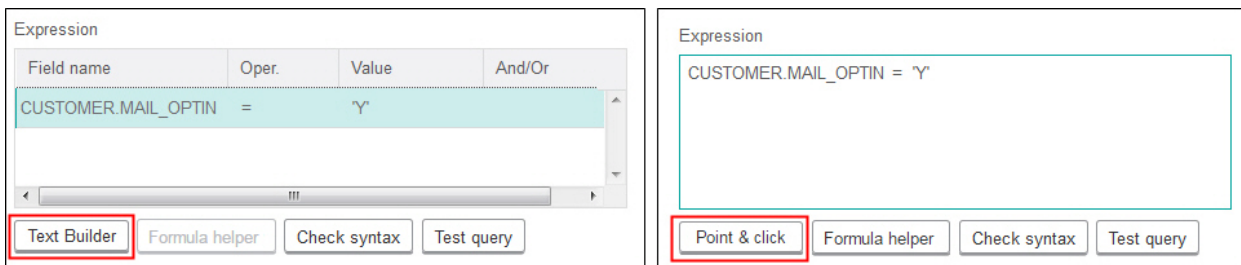 Expression
Field name Oper. Value And/Or
CUSTOMER.MAIL_OPTIN = 'Y'
Text Builder Formula helper Check syntax Test query
Expression
CUSTOMER.MAIL_OPTIN = 'Y'
Point & click Formula helper Check syntax Test query